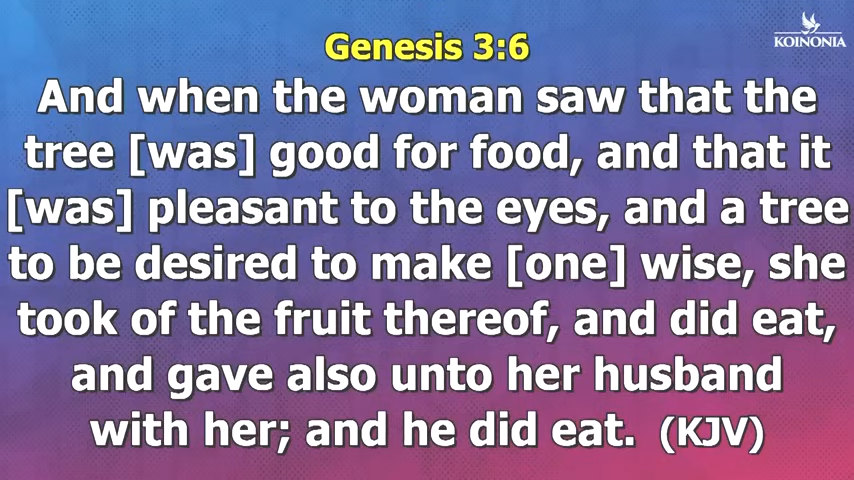 KOINONIA
Genesis 3:6
And when the woman saw that the
tree [was] good for food, and that it
[was] pleasant to the eyes, and a tree
to be desired to make [one] wise, she
took of the fruit thereof, and did eat,
and gave also unto her husband
with her; and he did eat. (KJV)